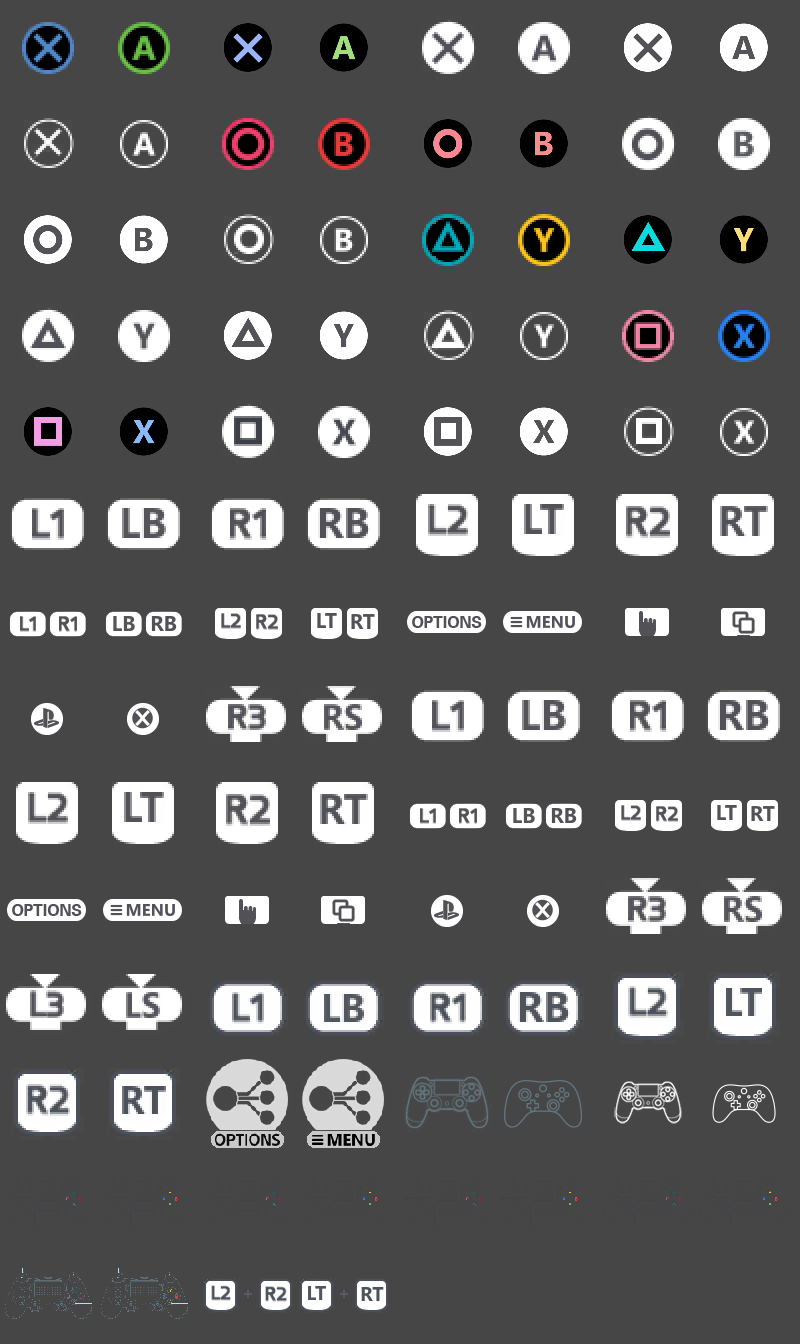 A A A A
A B B B
B B Y Y
Y Y Y X
X X X X
L1 LB R1 RB L2 LT R2 RT
L1 R1 LB RB L2 R2 LT RT OPTIONS ≡ MENU
R3 RS L1 LB R1 RB
L2 LT R2 RT L1 R1 LB RB L2 R2 LT RT
OPTIONS ≡ MENU R3 RS
L3 LS L1 LB R1 RB L2 LT
R2 RT OPTIONS ≡ MENU
L2 + R2 LT + RT